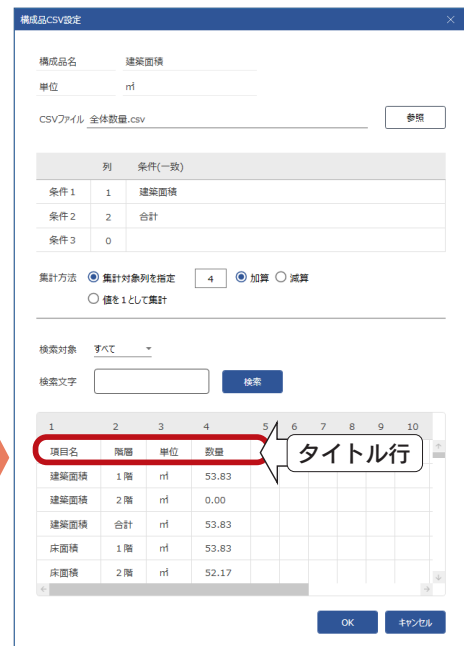 構成品CSV設定
構成品名 建築面積
単位 ㎡
CSVファイル 全体数量.csv 参照
列 条件(一致)
条件1 1 建築面積
条件2 2 合計
条件3 0
集計方法 集計対象列を指定 4 加算 減算
値を1として集計
検索対象 すべて
検索文字 検索
1 2 3 4 5 6 7 8 9 10
項目名 階層 単位 数量 タイトル行
建築面積 1階 ㎡ 53.83
建築面積 2階 ㎡ 0.00
建築面積 合計 ㎡ 53.83
床面積 1階 ㎡ 53.83
床面積 2階 ㎡ 52.17
OK キャンセル